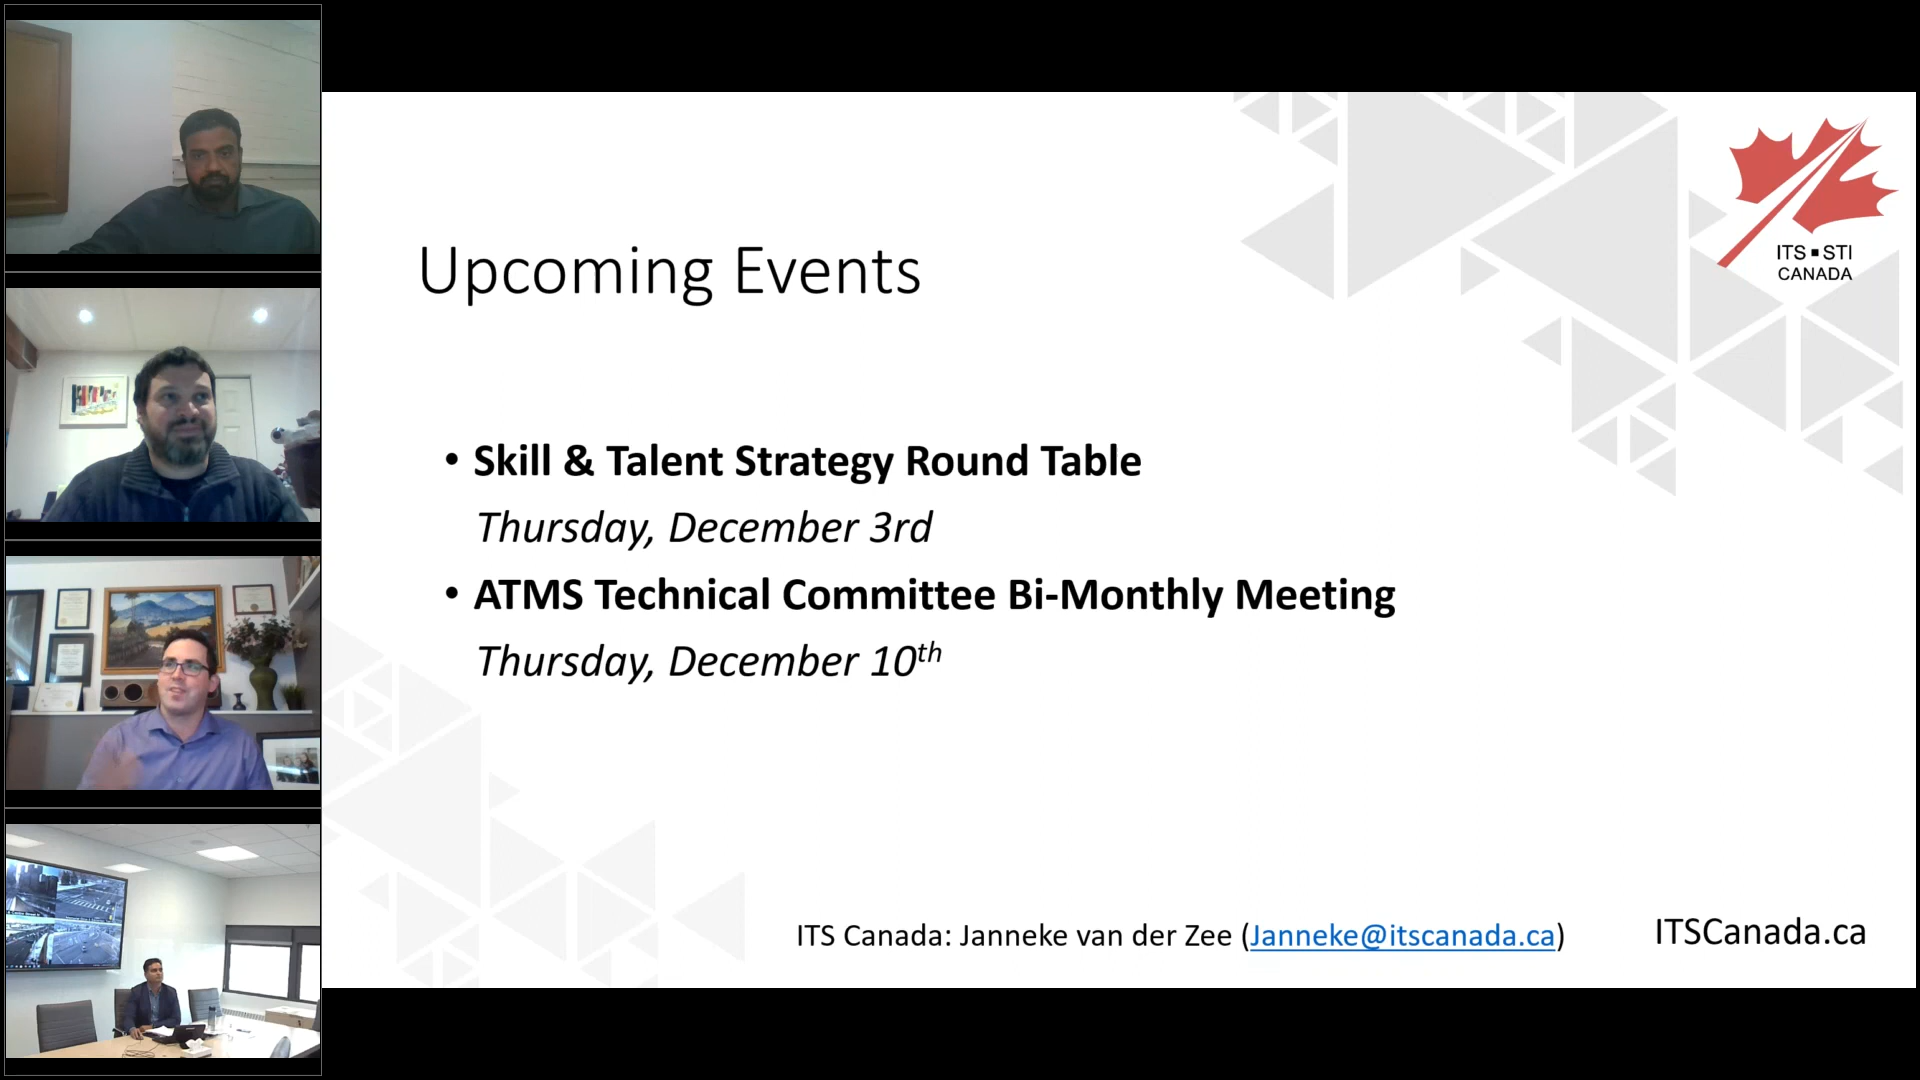 ITS▪STI
CANADA
Upcoming Events
• Skill & Talent Strategy Round Table
Thursday, December 3rd
• ATMS Technical Committee Bi-Monthly Meeting
Thursday, December 10th
ITS Canada: Janneke van der Zee (Janneke@itscanada.ca)
ITSCanada.ca